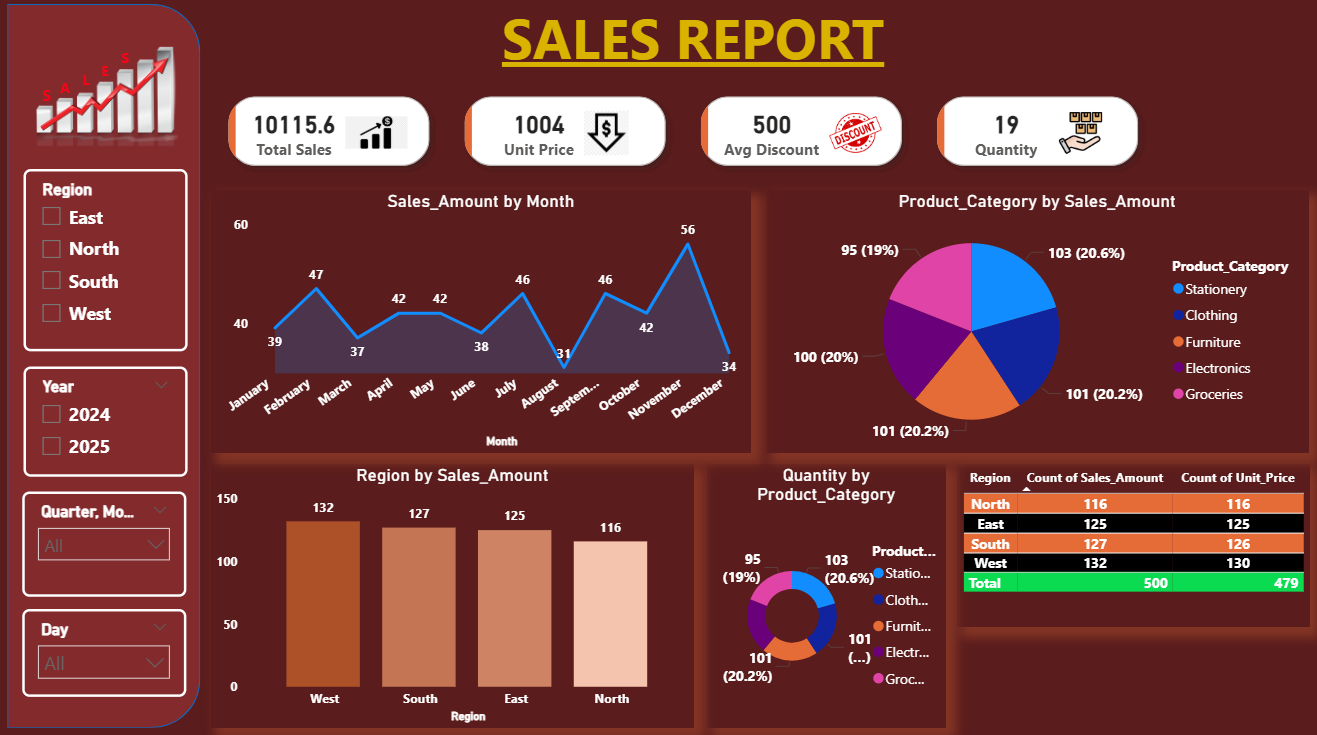 SALES REPORT
SALES
10115.6
Total Sales
1004
Unit Price
500
Avg Discount
DISCOUNT
19
Quantity
Region
East
North
South
West
Year
2024
2025
Quarter, Mo...
All
Day
All
Sales_Amount by Month
60
40
39
47
37
42
42
38
46
31
46
42
56
34
January
February
March
April
May
June
July
August
Septem...
October
November
December
Month
Product_Category by Sales_Amount
95 (19%)
103 (20.6%)
100 (20%)
101 (20.2%)
101 (20.2%)
Product_Category
Stationery
Clothing
Furniture
Electronics
Groceries
Region by Sales_Amount
150
100
50
0
132
127
125
116
West
South
East
North
Region
Quantity by
Product_Category
95
(19%)
103
(20.6%)
101
(...)
101
(20.2%)
Product...
Statio...
Cloth...
Furnit...
Electr...
Groc...
Region Count of Sales_Amount Count of Unit_Price
North 116 116
East 125 125
South 127 126
West 132 130
Total 500 479